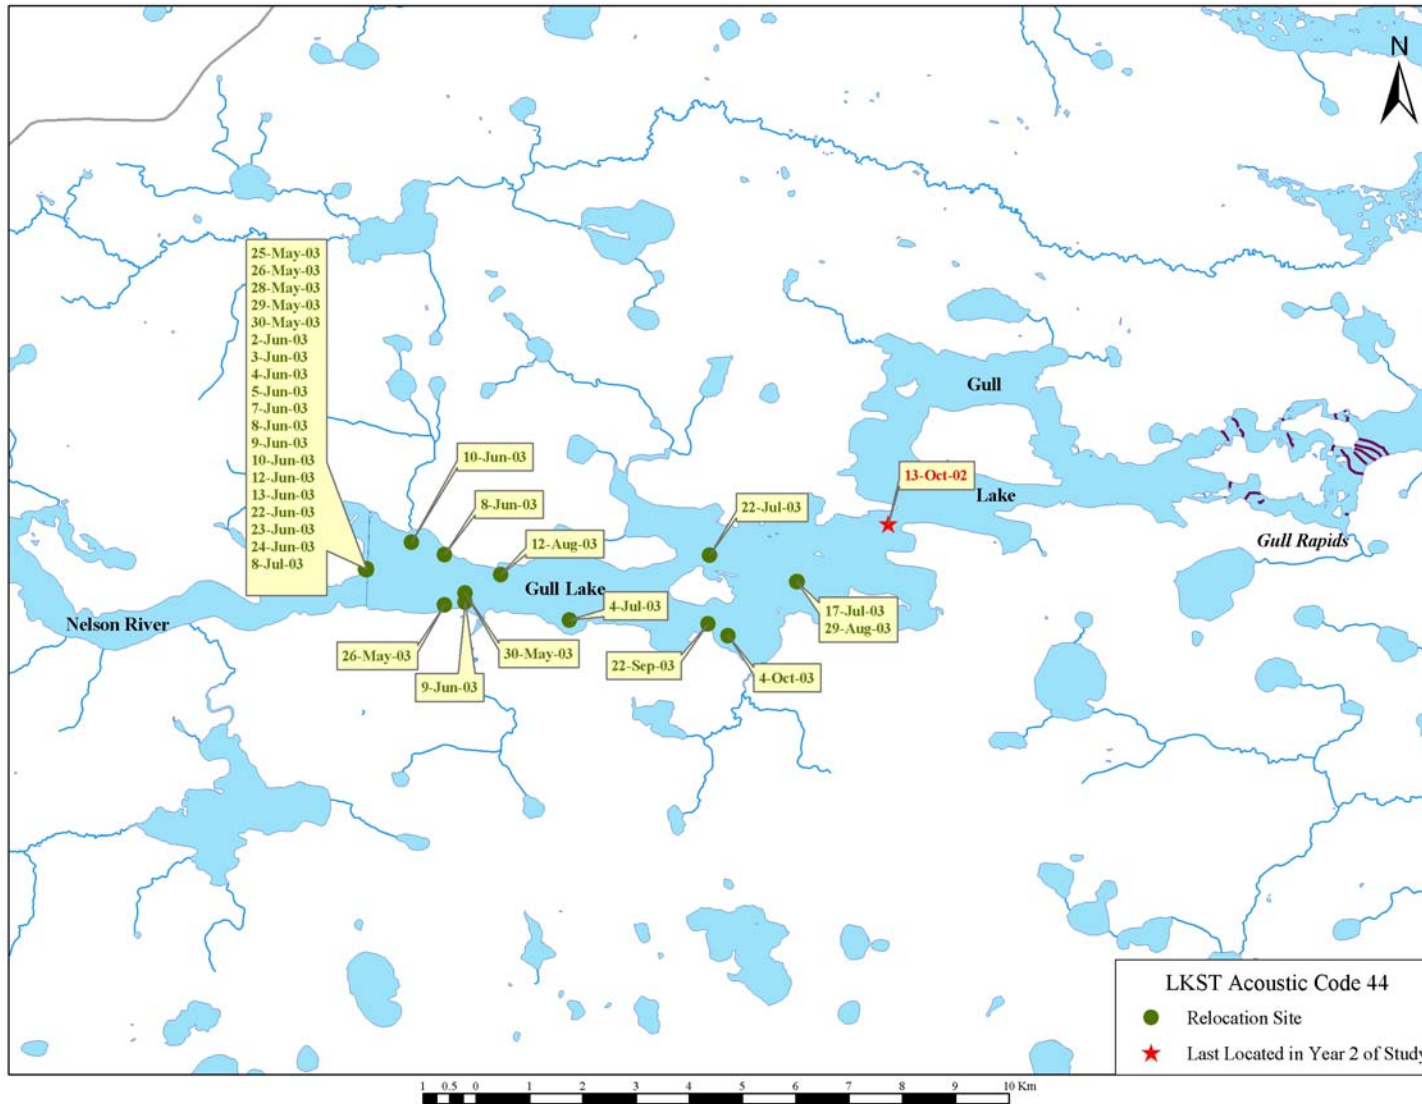 N
25-May-03
26-May-03
28-May-03
29-May-03
30-May-03
2-Jun-03
3-Jun-03
4-Jun-03
5-Jun-03
7-Jun-03
8-Jun-03
9-Jun-03
10-Jun-03
12-Jun-03
13-Jun-03
22-Jun-03
23-Jun-03
24-Jun-03
8-Jul-03
Gull
10-Jun-03
13-Oct-02
Lake
8-Jun-03
22-Jul-03
12-Aug-03
Gull Rapids
Gull Lake
4-Jul-03
17-Jul-03
29-Aug-03
Nelson River
26-May-03
30-May-03
22-Sep-03
4-Oct-03
9-Jun-03
LKST Acoustic Code 44
Relocation Site
Last Located in Year 2 of Study
1 0.5 0 1 2 3 4 5 6 7 8 9 10 Km